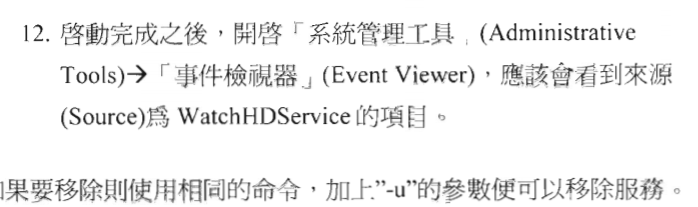 12. 啓動完成之後，開啓「系統管理工具」(Administrative
Tools)→「事件檢視器」(Event Viewer)，應該會看到來源
(Source)爲 WatchHDService 的項目。
果要移除則使用相同的命令，加上”-u”的參數便可以移除服務。